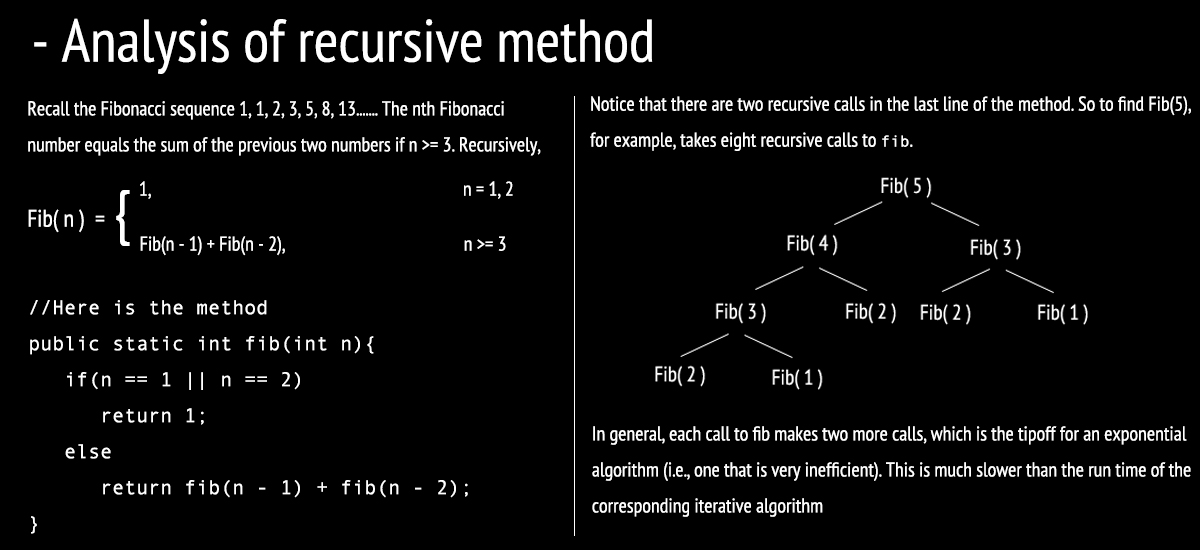 - Analysis of recursive method
Recall the Fibonacci sequence 1, 1, 2, 3, 5, 8, 13....... The nth Fibonacci
number equals the sum of the previous two numbers if n >= 3. Recursively,
1, n = 1, 2
Fib( n ) = {
Fib(n - 1) + Fib(n - 2), n >= 3
//Here is the method
public static int fib(int n){
if(n == 1 || n == 2)
return 1;
else
return fib(n - 1) + fib(n - 2);
}
Notice that there are two recursive calls in the last line of the method. So to find Fib(5),
for example, takes eight recursive calls to fib.
Fib( 5 )
Fib( 4 ) Fib( 3 )
Fib( 3 ) Fib( 2 ) Fib( 2 ) Fib( 1 )
Fib( 2 ) Fib( 1 )
In general, each call to fib makes two more calls, which is the tipoff for an exponential
algorithm (i.e., one that is very inefficient). This is much slower than the run time of the
corresponding iterative algorithm